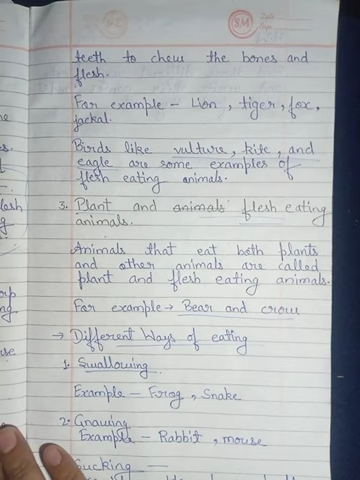 SM
Date
teeth to chew the bones and
flesh.
For example - Lion, tiger, fox,
jackal.
Birds like vulture, kite, and
eagle are some examples of
flesh eating animals.
3. Plant and animals flesh eating
animals.
Animals that eat both plants
and other animals are called
plant and flesh eating animals.
For example → Bear and crow
→ Different Ways of eating
1. Swallowing
Example - Frog, Snake
2. Gnawing
Example - Rabbit, mouse
Sucking —